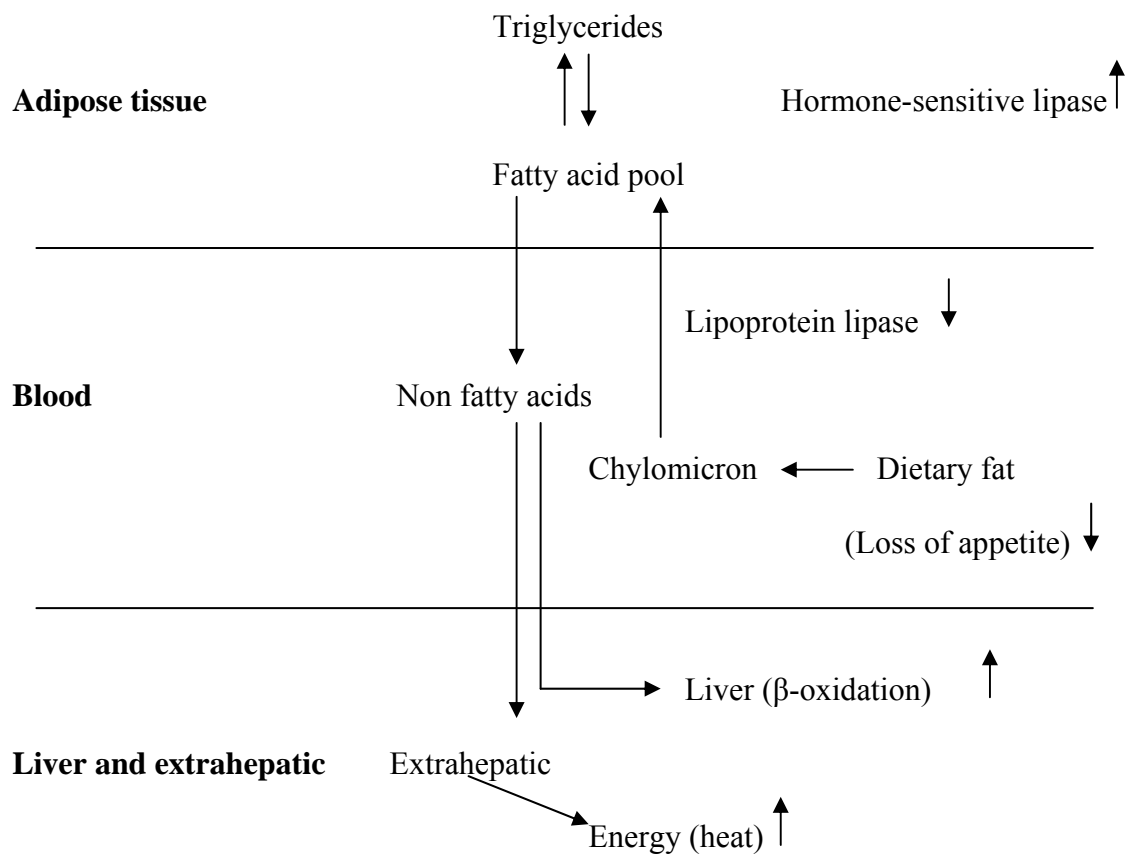 Triglycerides
Adipose tissue
Hormone-sensitive lipase
Fatty acid pool
Lipoprotein lipase
Blood
Non fatty acids
Chylomicron
Dietary fat
(Loss of appetite)
Liver (β-oxidation)
Liver and extrahepatic
Extrahepatic
Energy (heat)